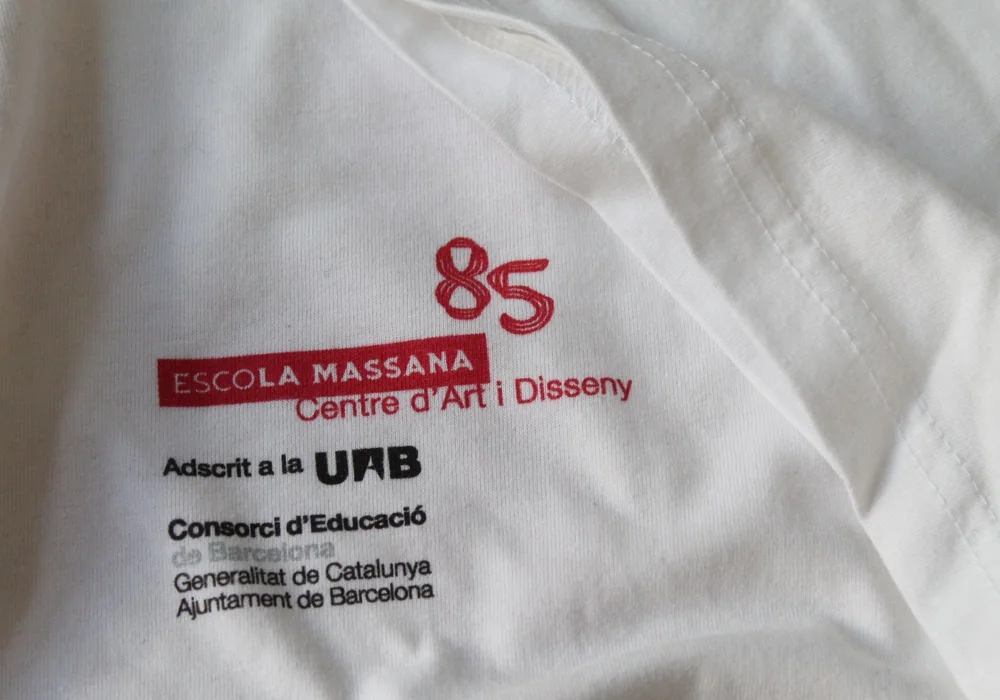 85
ESCOLA MASSANA
Centre d'Art i Disseny
Adscrit a la UAB
Consorci d'Educació
de Barcelona
Generalitat de Catalunya
Ajuntament de Barcelona